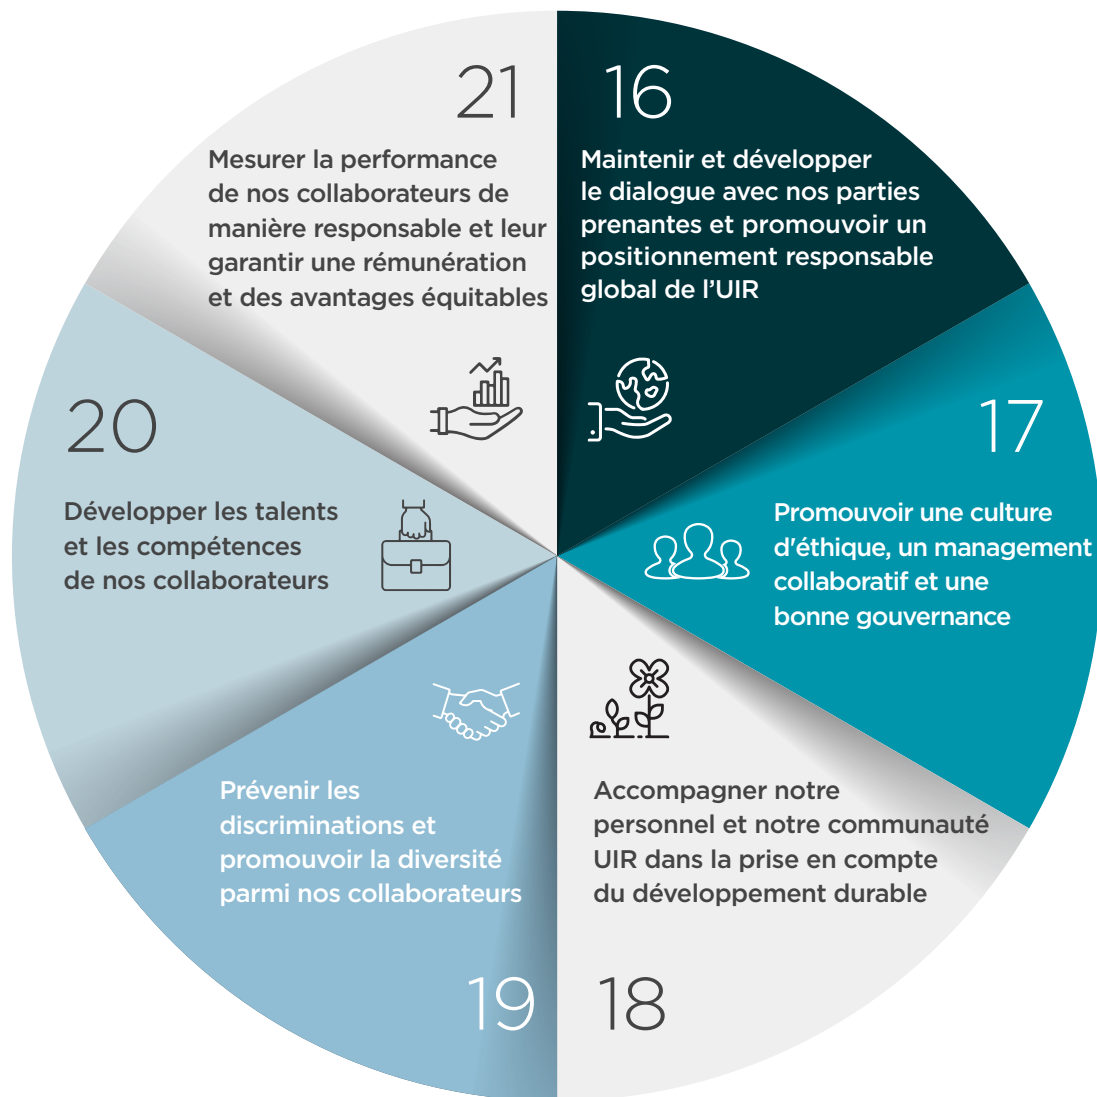 16
Maintenir et développer
le dialogue avec nos parties
prenantes et promouvoir un
positionnement responsable
global de l’UIR
17
Promouvoir une culture
d'éthique, un management
collaboratif et une
bonne gouvernance
Accompagner notre
personnel et notre communauté
UIR dans la prise en compte
du développement durable
18
Prévenir les
discriminations et
promouvoir la diversité
parmi nos collaborateurs
19
20
Développer les talents
et les compétences
de nos collaborateurs
21
Mesurer la performance
de nos collaborateurs de
manière responsable et leur
garantir une rémunération
et des avantages équitables